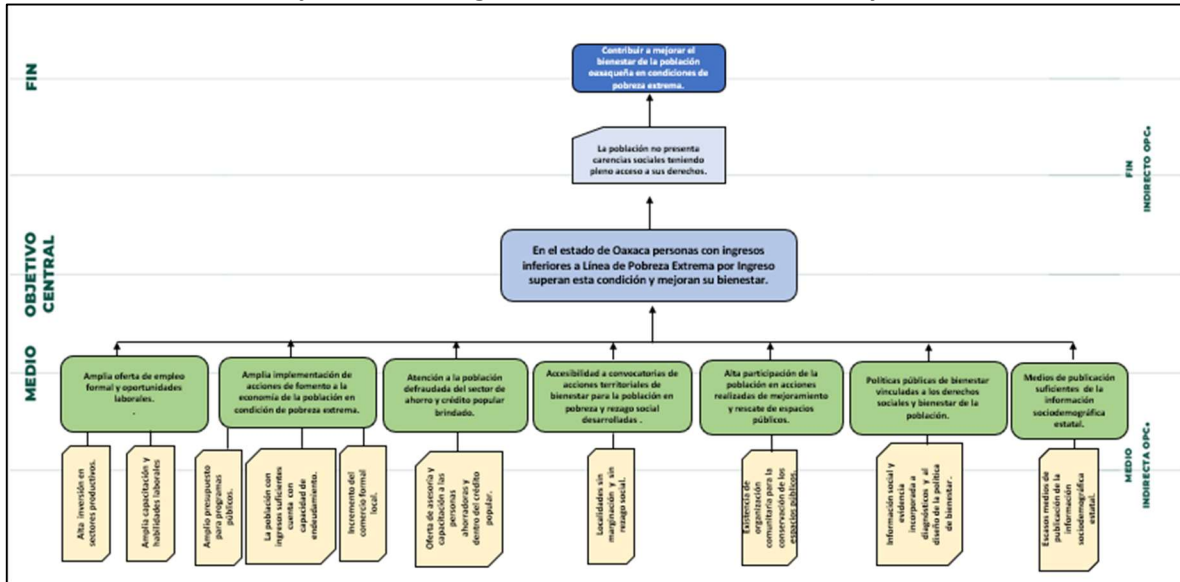 FIN
Contribuir a mejorar el
bienestar de la población
oaxaqueña en condiciones de
pobreza extrema.
La población no presenta
carencias sociales teniendo
pleno acceso a sus derechos.
FIN
INDIRECTO OPC.
OBJETIVO
CENTRAL
En el estado de Oaxaca personas con ingresos
inferiores a Línea de Pobreza Extrema por Ingreso
superan esta condición y mejoran su bienestar.
MEDIO
Amplia oferta de empleo
formal y oportunidades
laborales.
.
Amplia implementación de
acciones de fomento a la
economía de la población en
condición de pobreza extrema.
Atención a la población
defraudada del sector de
ahorro y crédito popular
brindado.
Accesibilidad a convocatorias de
acciones territoriales de
bienestar para la población en
pobreza y rezago social
desarrolladas .
Alta participación de la
población en acciones
realizadas de mejoramiento y
rescate de espacios
públicos.
Políticas públicas de bienestar
vinculadas a los derechos
sociales y bienestar de la
población.
Medios de publicación
suficientes de la
información
sociodemográfica
estatal.
MEDIO
INDIRECTA OPC.
Alta inversión en
sectores productivos.
Amplia capacitación y
habilidades laborales
Amplio presupuesto
para programas
públicos.
La población con
ingresos suficientes
cuenta con
capacidad de
endeudamiento.
Incremento del
comercio formal
local.
Oferta de asesoría y
capacitación a las
personas
ahorradoras y
dentro del crédito
popular.
Localidades sin
marginación y sin
rezago social.
Existencia de
organización
comunitaria para la
conservación de los
espacios públicos.
Información social y
evidencia
incorporada a
diagnósticos y al
diseño de la política
de bienestar.
Escasos medios de
publicación de la
información
sociodemográfica
estatal.